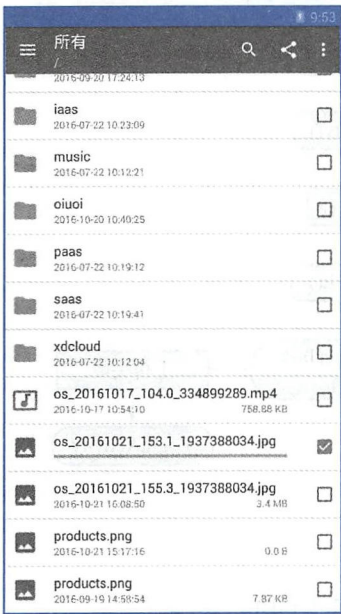 9:53
所有
/
2016-09-20 17:24:13
iaas
2016-07-22 10:23:09
music
2016-07-22 10:12:21
oiuoi
2016-10-20 10:40:25
paas
2016-07-22 10:19:12
saas
2016-07-22 10:19:41
xdcloud
2016-07-22 10:12:04
os_20161017_104.0_334899289.mp4
2016-10-17 10:54:10 758.88 KB
os_20161021_153.1_1937388034.jpg
os_20161021_155.3_1937388034.jpg
2016-10-21 16:08:50 3.4 MB
products.png
2016-10-21 15:17:16 0.0 B
products.png
2016-09-19 14:58:54 7.87 KB